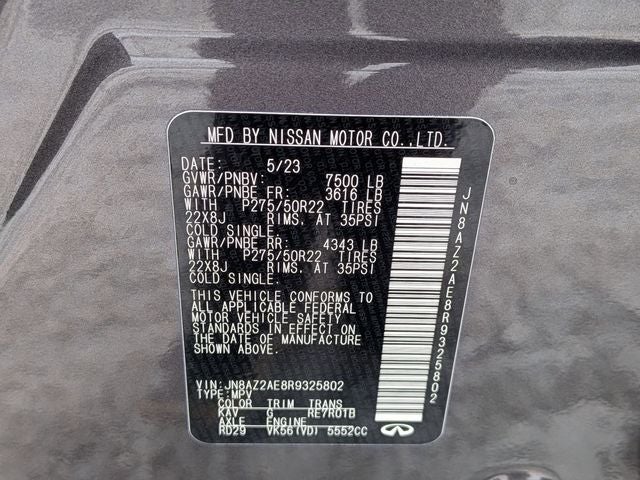 MFD BY NISSAN MOTOR CO.,LTD.
DATE: 5/23
GVWR/PNBV: 7500 LB
GAWR/PNBE FR: 3616 LB
WITH P275/50R22 TIRES
22X8J RIMS. AT 35PSI
COLD SINGLE.
GAWR/PNBE RR: 4343 LB
WITH P275/50R22 TIRES
22X8J RIMS. AT 35PSI
COLD SINGLE.
THIS VEHICLE CONFORMS TO
ALL APPLICABLE FEDERAL
MOTOR VEHICLE SAFETY
STANDARDS IN EFFECT ON
THE DATE OF MANUFACTURE
SHOWN ABOVE.
VIN: JN8AZ2AE8R9325802
TYPE: MPV
COLOR TRIM TRANS
KAV G RE7R01B
AXLE ENGINE
RD29 VK56(VD) 5552CC
JN8AZ2AE8R9325802